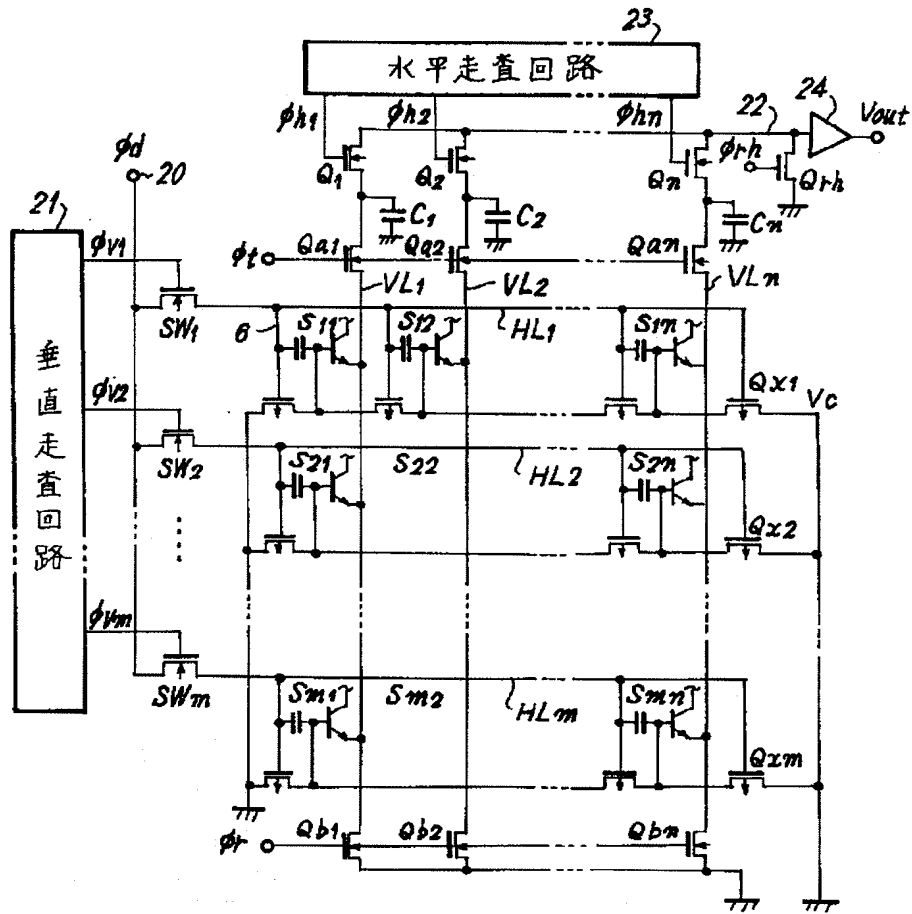 23
水平走査回路
24
φh1
φh2
φhn
22
Vout
φd
φrh
20
Q1
Q2
Qn
Qrh
21
C1
C2
Cn
φv1
φt
Qa1
Qa2
Qan
VL1
VL2
VLn
SW1
6
S11
S12
HL1
S1n
垂直走査回路
Qx1
Vc
φv2
SW2
S21
S22
HL2
S2n
Qx2
φvm
SWm
Sm1
Sm2
HLm
Smn
Qxm
φr
Qb1
Qb2
Qbn